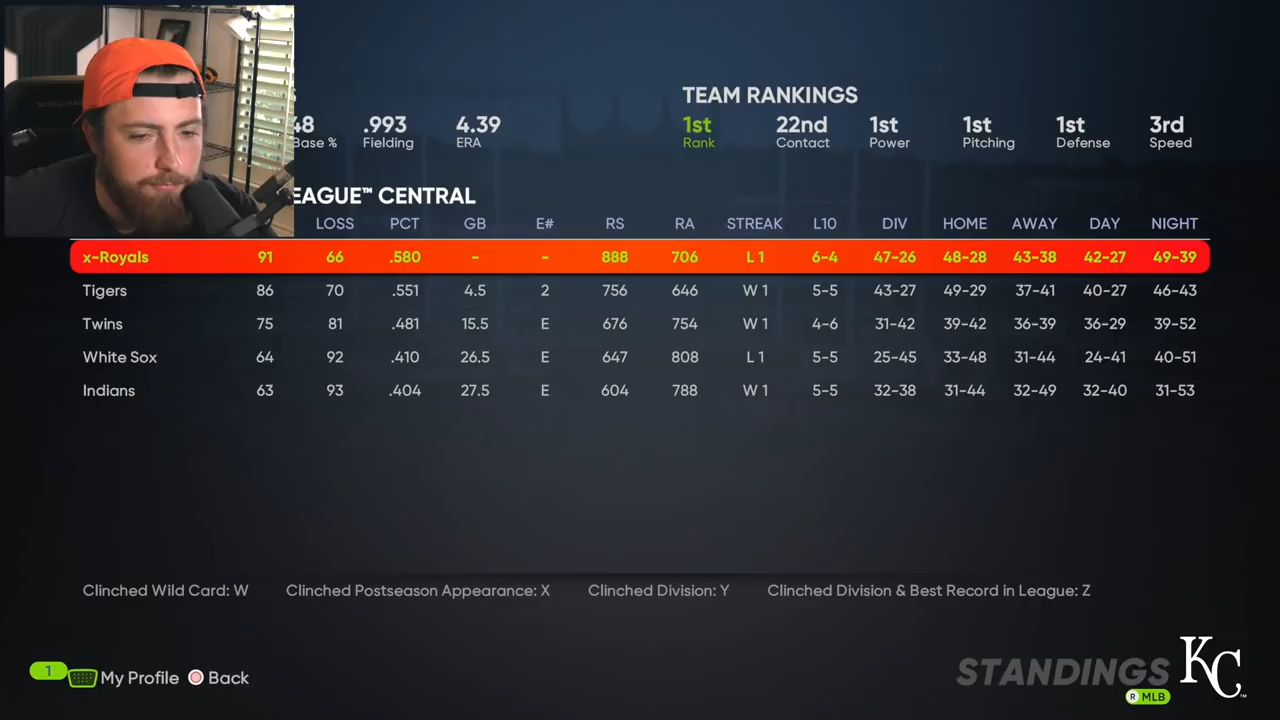 TEAM RANKINGS
48 .993 4.39 1st 22nd 1st 1st 1st 3rd
Base % Fielding ERA Rank Contact Power Pitching Defense Speed
EAGUE™ CENTRAL
LOSS PCT GB E# RS RA STREAK L10 DIV HOME AWAY DAY NIGHT
x-Royals 91 66 .580 - - 888 706 L 1 6-4 47-26 48-28 43-38 42-27 49-39
Tigers 86 70 .551 4.5 2 756 646 W 1 5-5 43-27 49-29 37-41 40-27 46-43
Twins 75 81 .481 15.5 E 676 754 W 1 4-6 31-42 39-42 36-39 36-29 39-52
White Sox 64 92 .410 26.5 E 647 808 L 1 5-5 25-45 33-48 31-44 24-41 40-51
Indians 63 93 .404 27.5 E 604 788 W 1 5-5 32-38 31-44 32-49 32-40 31-53
Clinched Wild Card: W Clinched Postseason Appearance: X Clinched Division: Y Clinched Division & Best Record in League: Z
1 My Profile Back
STANDINGS KC
R MLB